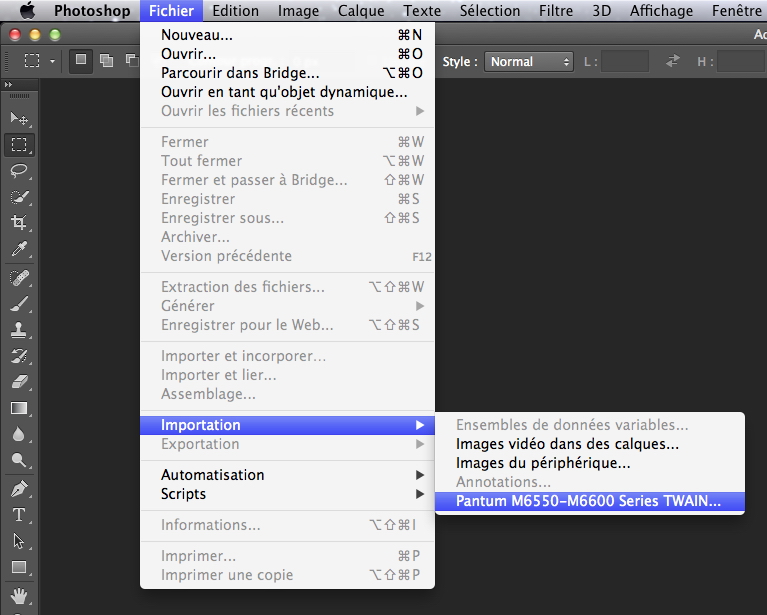 Photoshop Fichier Edition Image Calque Texte Sélection Filtre 3D Affichage Fenêtre
Ac
Style : Normal L : H :
Nouveau... ⌘N
Ouvrir... ⌘O
Parcourir dans Bridge... ⌥⌘O
Ouvrir en tant qu'objet dynamique...
Ouvrir les fichiers récents
Fermer ⌘W
Tout fermer ⌥⌘W
Fermer et passer à Bridge... ⇧⌘W
Enregistrer ⌘S
Enregistrer sous... ⇧⌘S
Archiver...
Version précédente F12
Extraction des fichiers... ⌥⇧⌘W
Générer
Enregistrer pour le Web... ⌥⇧⌘S
Importer et incorporer...
Importer et lier...
Assemblage...
Importation
Exportation
Automatisation
Scripts
Informations... ⌥⇧⌘I
Imprimer... ⌘P
Imprimer une copie ⌥⇧⌘P
Ensembles de données variables...
Images vidéo dans des calques...
Images du périphérique...
Annotations...
Pantum M6550-M6600 Series TWAIN...